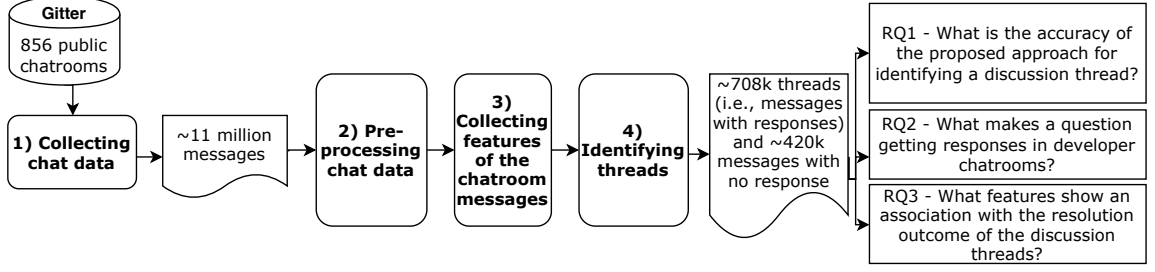 Gitter
856 public
chatrooms
1) Collecting
chat data
~11 million
messages
2) Pre-
processing
chat data
3)
Collecting
features
of the
chatroom
messages
4)
Identifying
threads
~708k threads
(i.e., messages
with responses)
and ~420k
messages with
no response
RQ1 - What is the accuracy of
the proposed approach for
identifying a discussion thread?
RQ2 - What makes a question
getting responses in developer
chatrooms?
RQ3 - What features show an
association with the resolution
outcome of the discussion
threads?